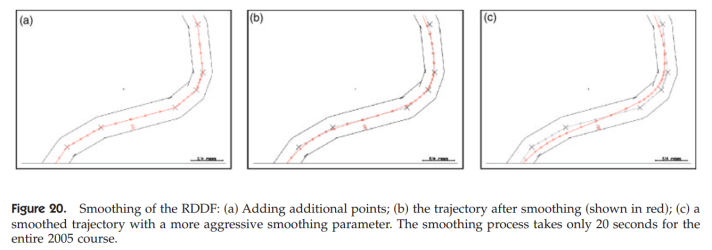 (a)
(b)
(c)
Figure 20. Smoothing of the RDDF: (a) Adding additional points; (b) the trajectory after smoothing (shown in red); (c) a
smoothed trajectory with a more aggressive smoothing parameter. The smoothing process takes only 20 seconds for the
entire 2005 course.